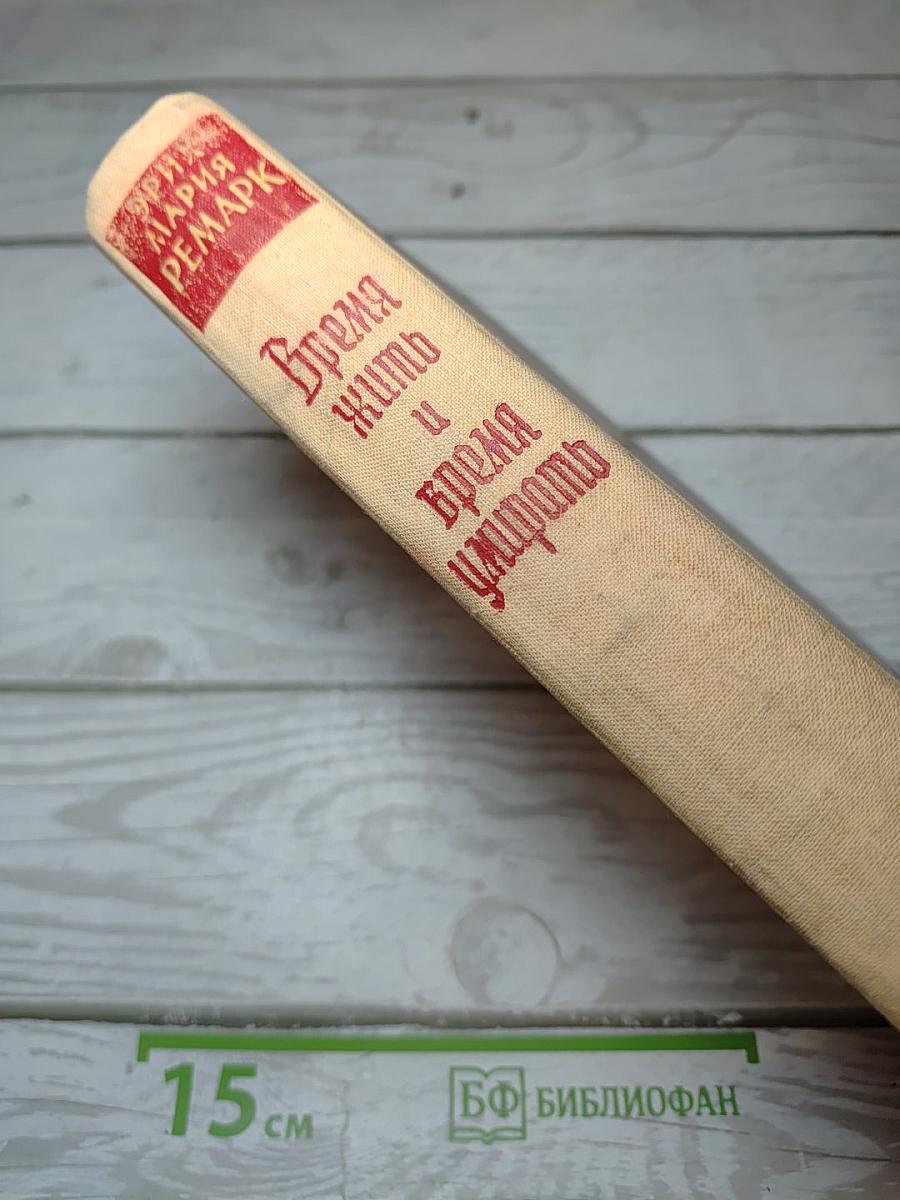 ЭРИХ
МАРИЯ
РЕМАРК
Время
жить
и
время
умирать
15 см
БФ БИБЛИОФАН